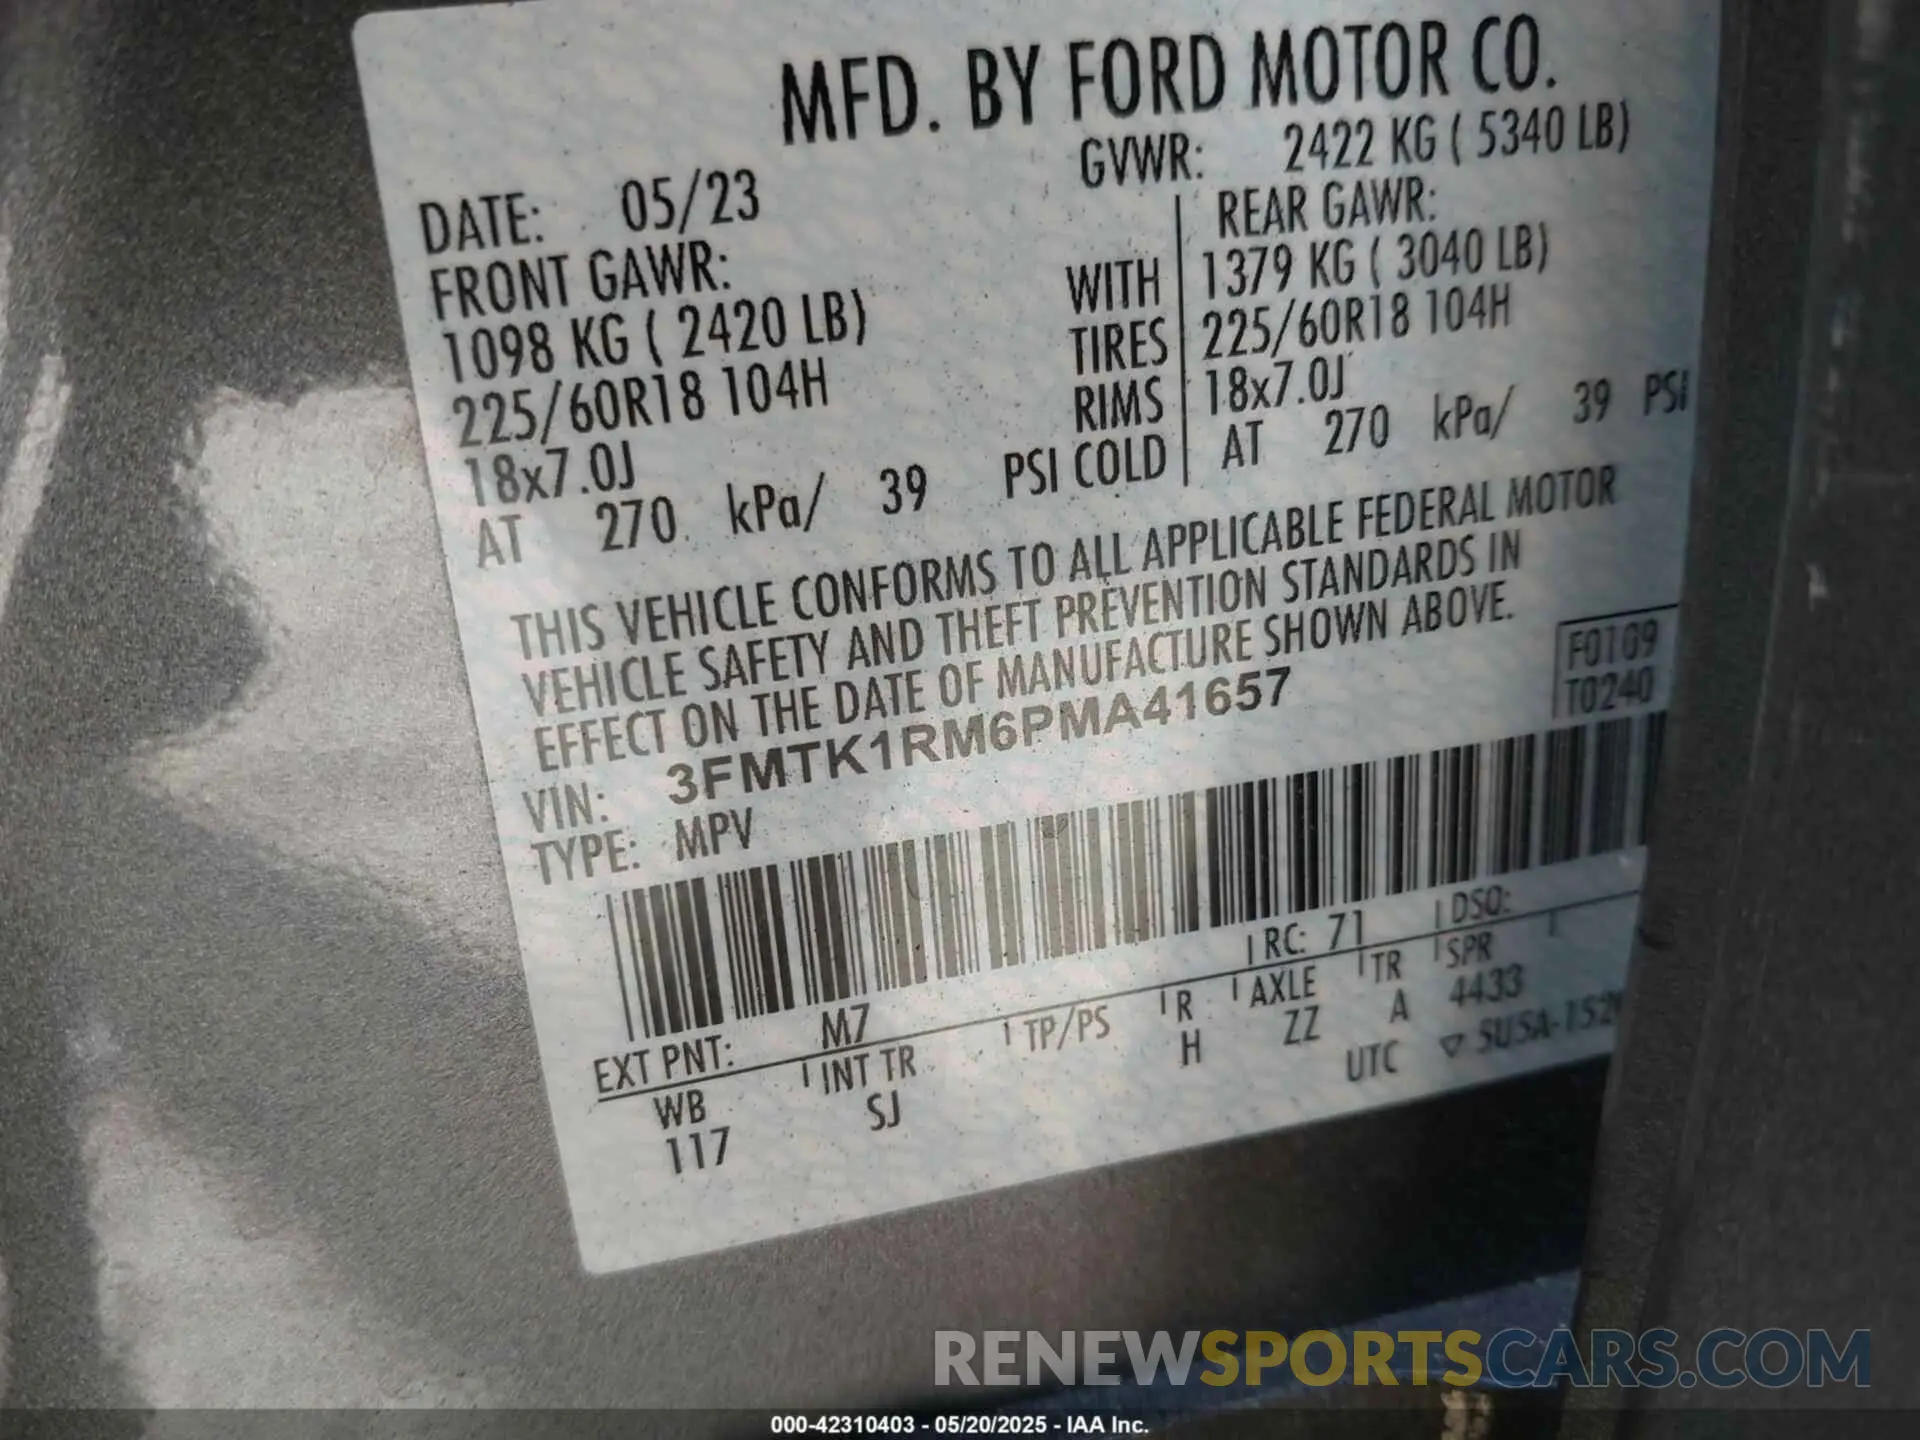 MFD. BY FORD MOTOR CO.
DATE: 05/23 GVWR: 2422 KG ( 5340 LB)
FRONT GAWR: REAR GAWR:
1098 KG ( 2420 LB) WITH 1379 KG ( 3040 LB)
225/60R18 104H TIRES 225/60R18 104H
18x7.0J RIMS 18x7.0J
AT 270 kPa/ 39 PSI COLD AT 270 kPa/ 39 PSI
THIS VEHICLE CONFORMS TO ALL APPLICABLE FEDERAL MOTOR
VEHICLE SAFETY AND THEFT PREVENTION STANDARDS IN
EFFECT ON THE DATE OF MANUFACTURE SHOWN ABOVE.
F0109
T0240
VIN: 3FMTK1RM6PMA41657
TYPE: MPV
EXT PNT: M7 RC: 71 DSO:
WB INT TR TP/PS R AXLE TR SPR
117 SJ H ZZ A 4433
UTC
RENEWSPORTSCARS.COM
000-42310403 - 05/20/2025 - IAA Inc.